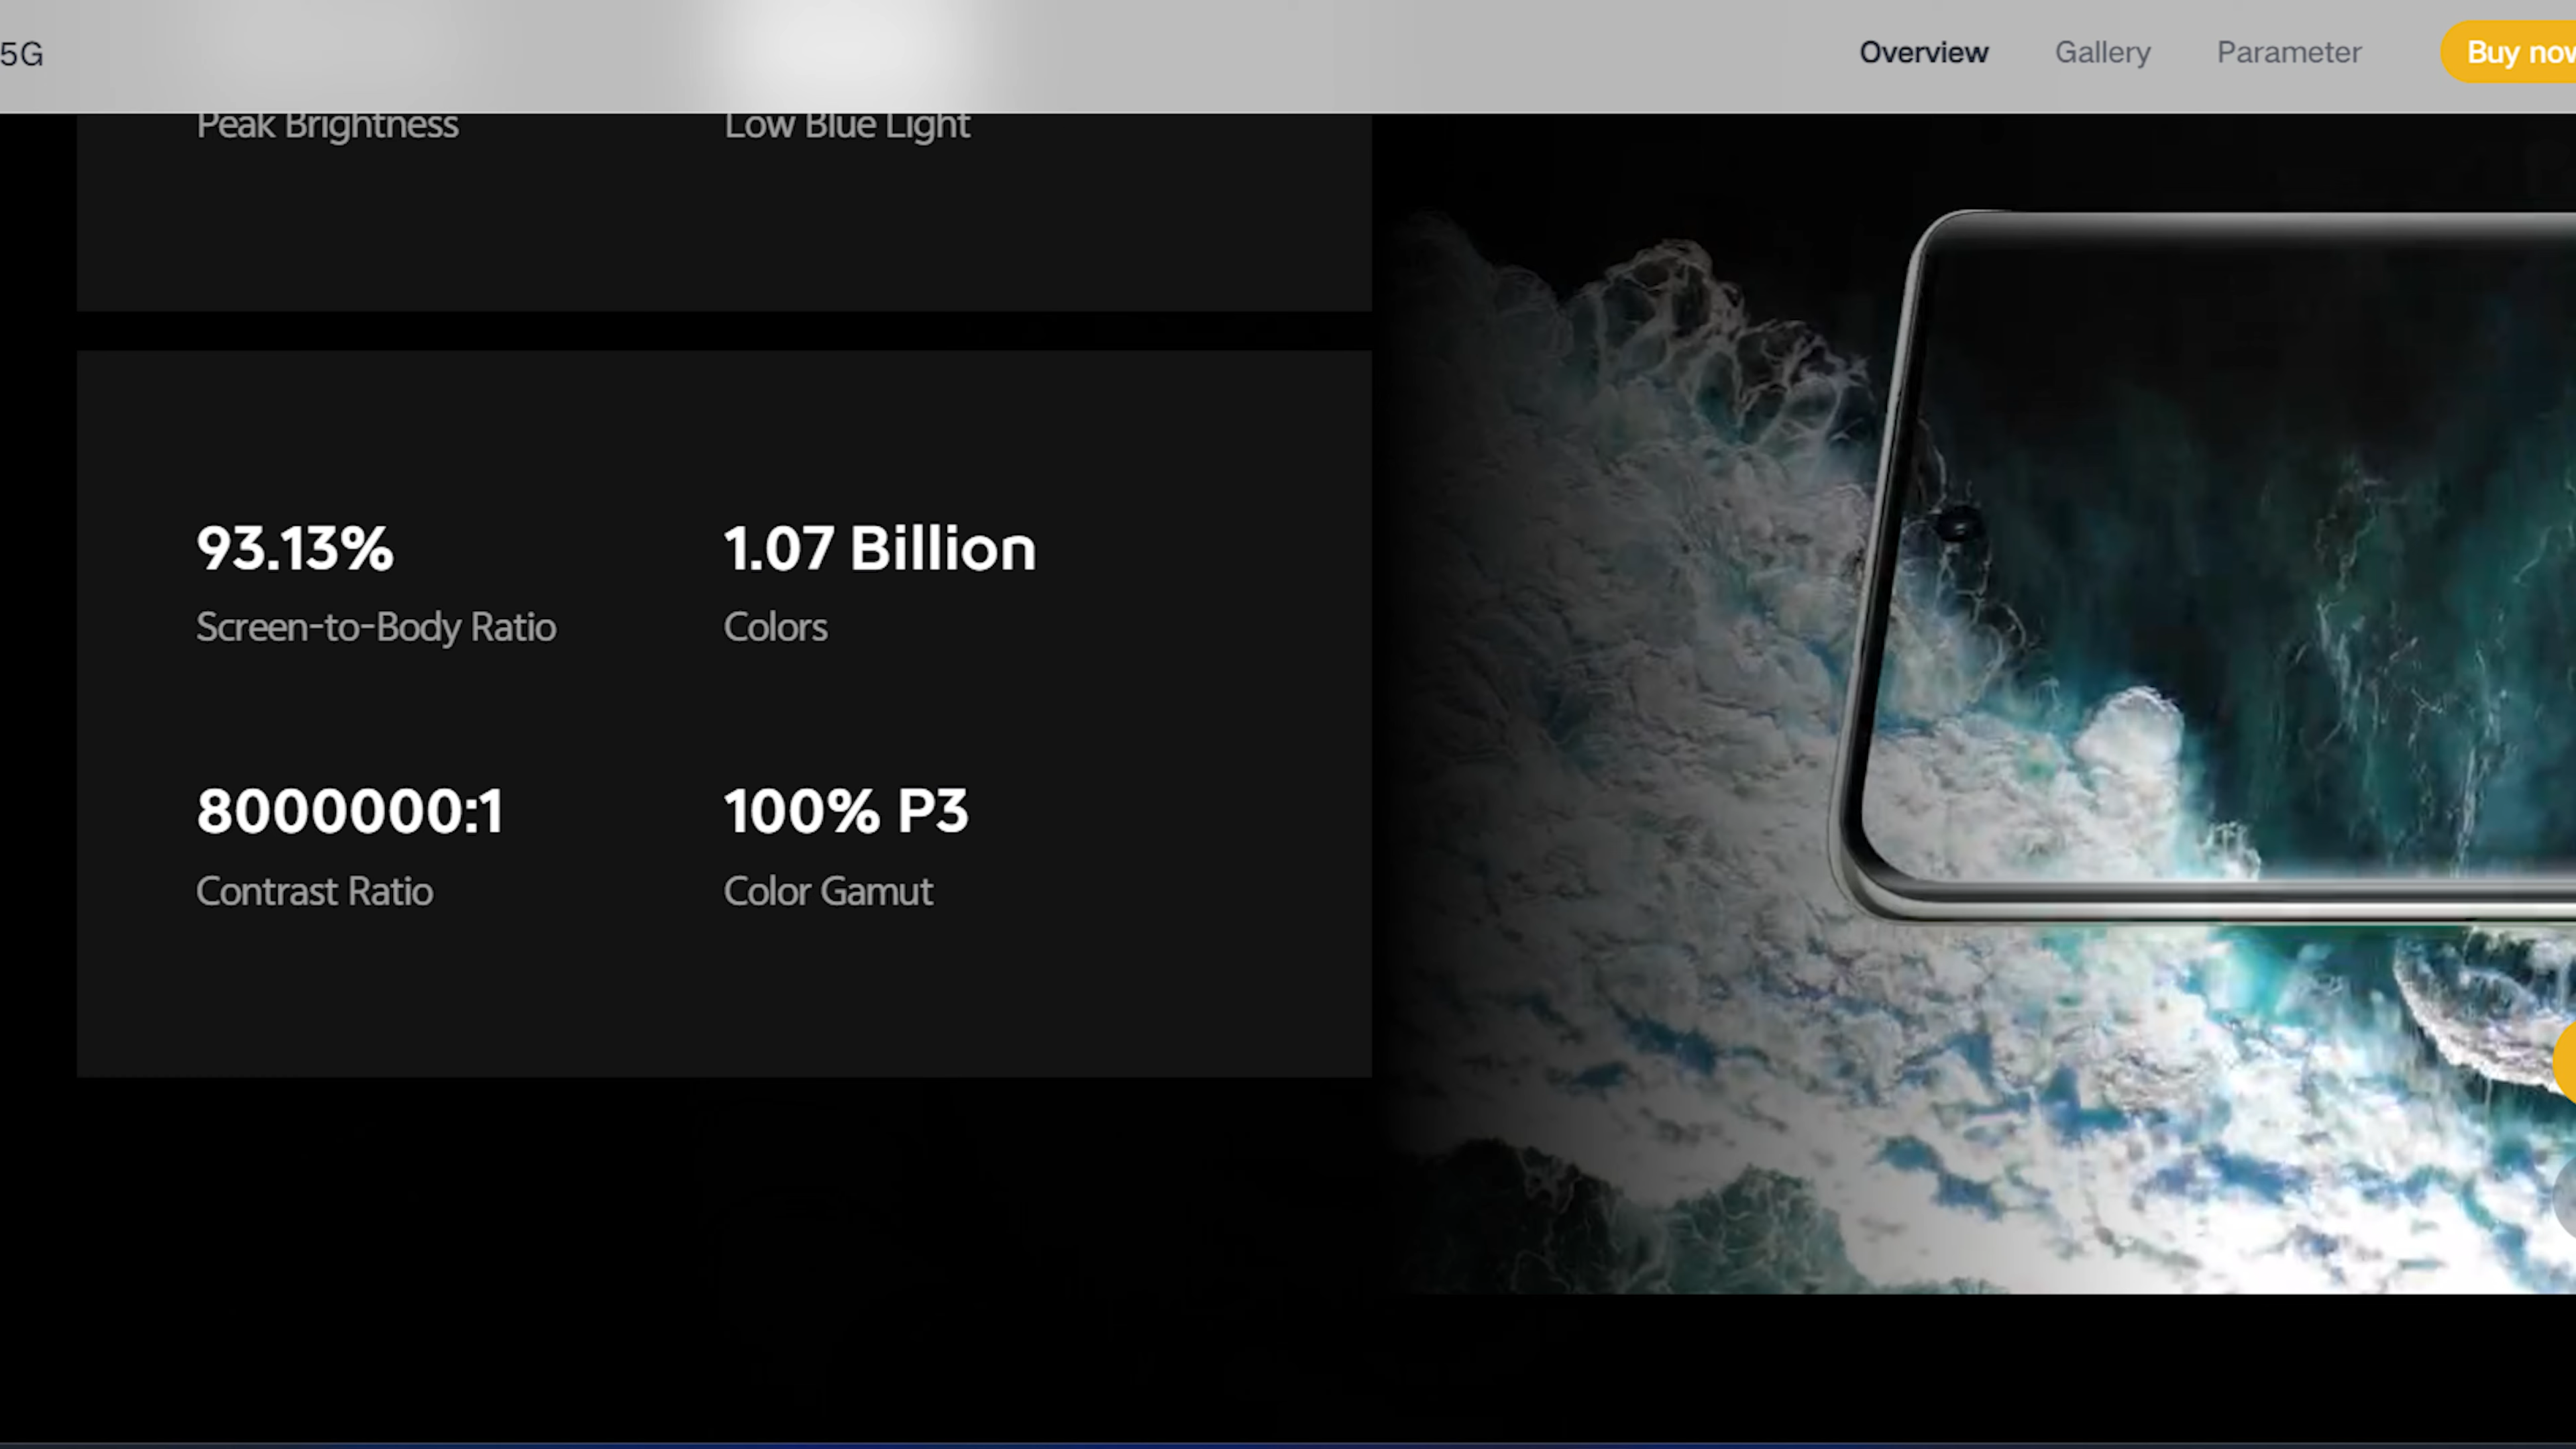 5G
Overview
Gallery
Parameter
Buy now
Peak Brightness
Low Blue Light
93.13%
Screen-to-Body Ratio
1.07 Billion
Colors
8000000:1
Contrast Ratio
100% P3
Color Gamut